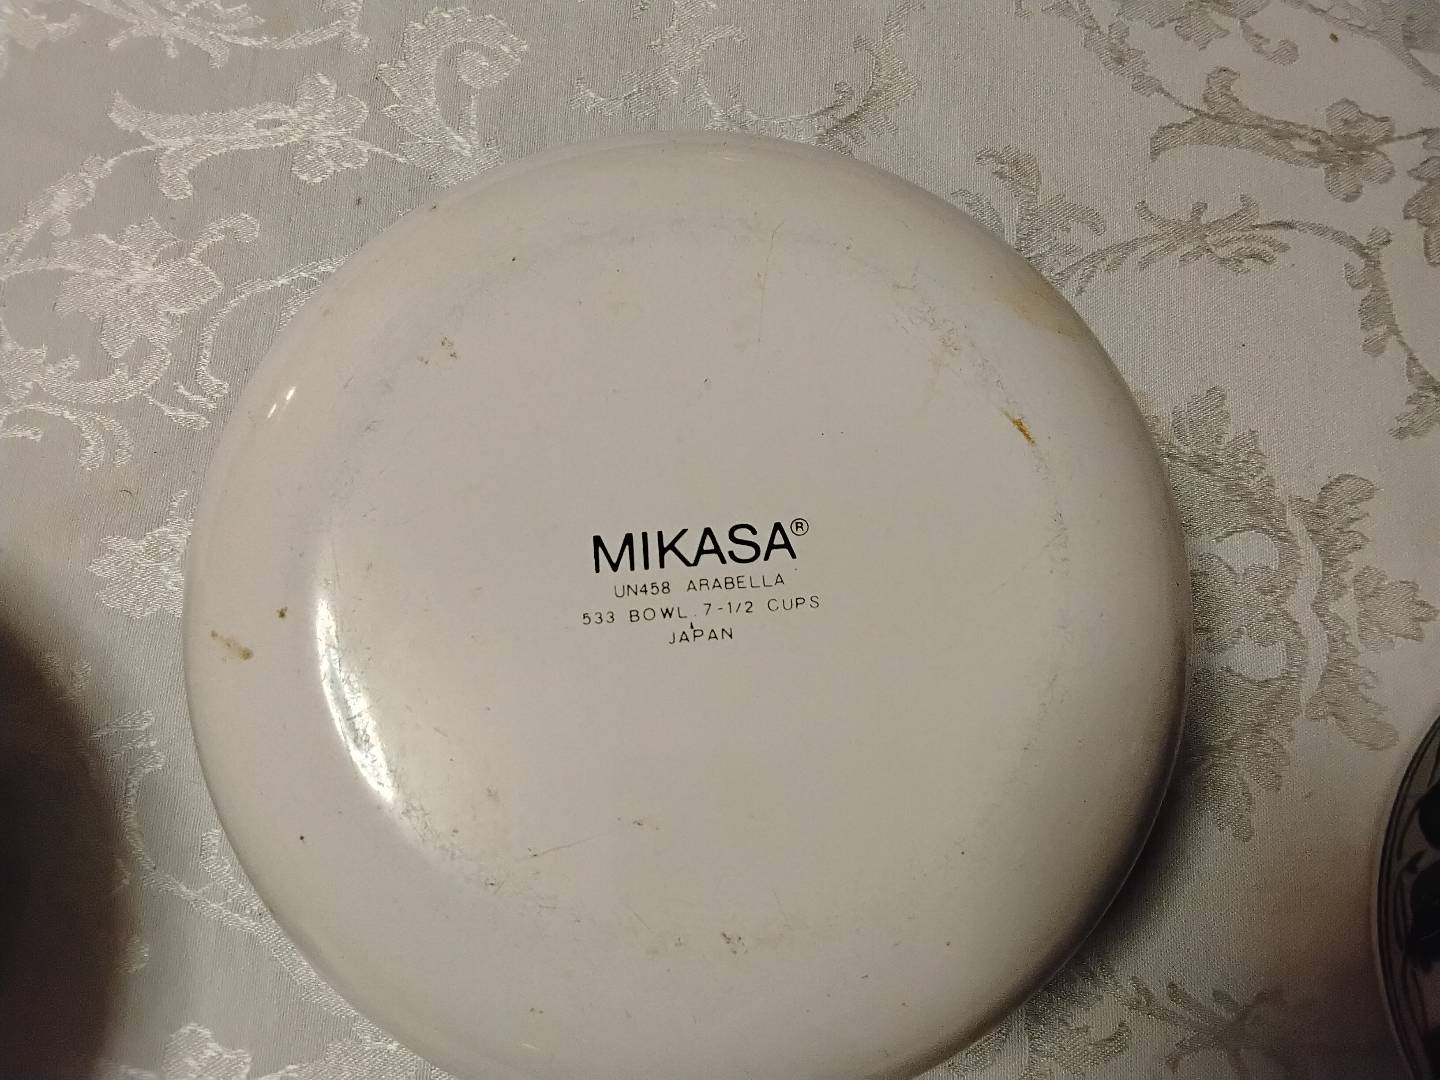 MIKASA®
UN458 ARABELLA
533 BOWL. 7-1/2 CUPS
JAPAN